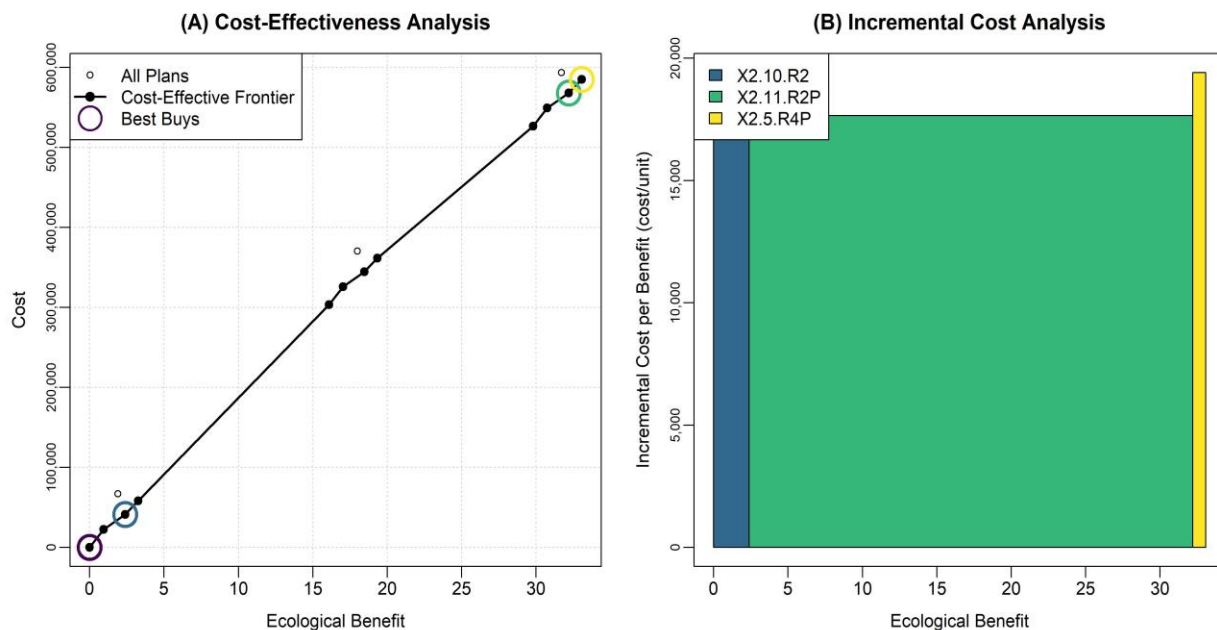 (A) Cost-Effectiveness Analysis
All Plans
Cost-Effective Frontier
Best Buys
Cost
600,000
500,000
400,000
300,000
200,000
100,000
0
0 5 10 15 20 25 30
Ecological Benefit
(B) Incremental Cost Analysis
X2.10.R2
X2.11.R2P
X2.5.R4P
Incremental Cost per Benefit (cost/unit)
20,000
15,000
10,000
5,000
0
0 5 10 15 20 25 30
Ecological Benefit